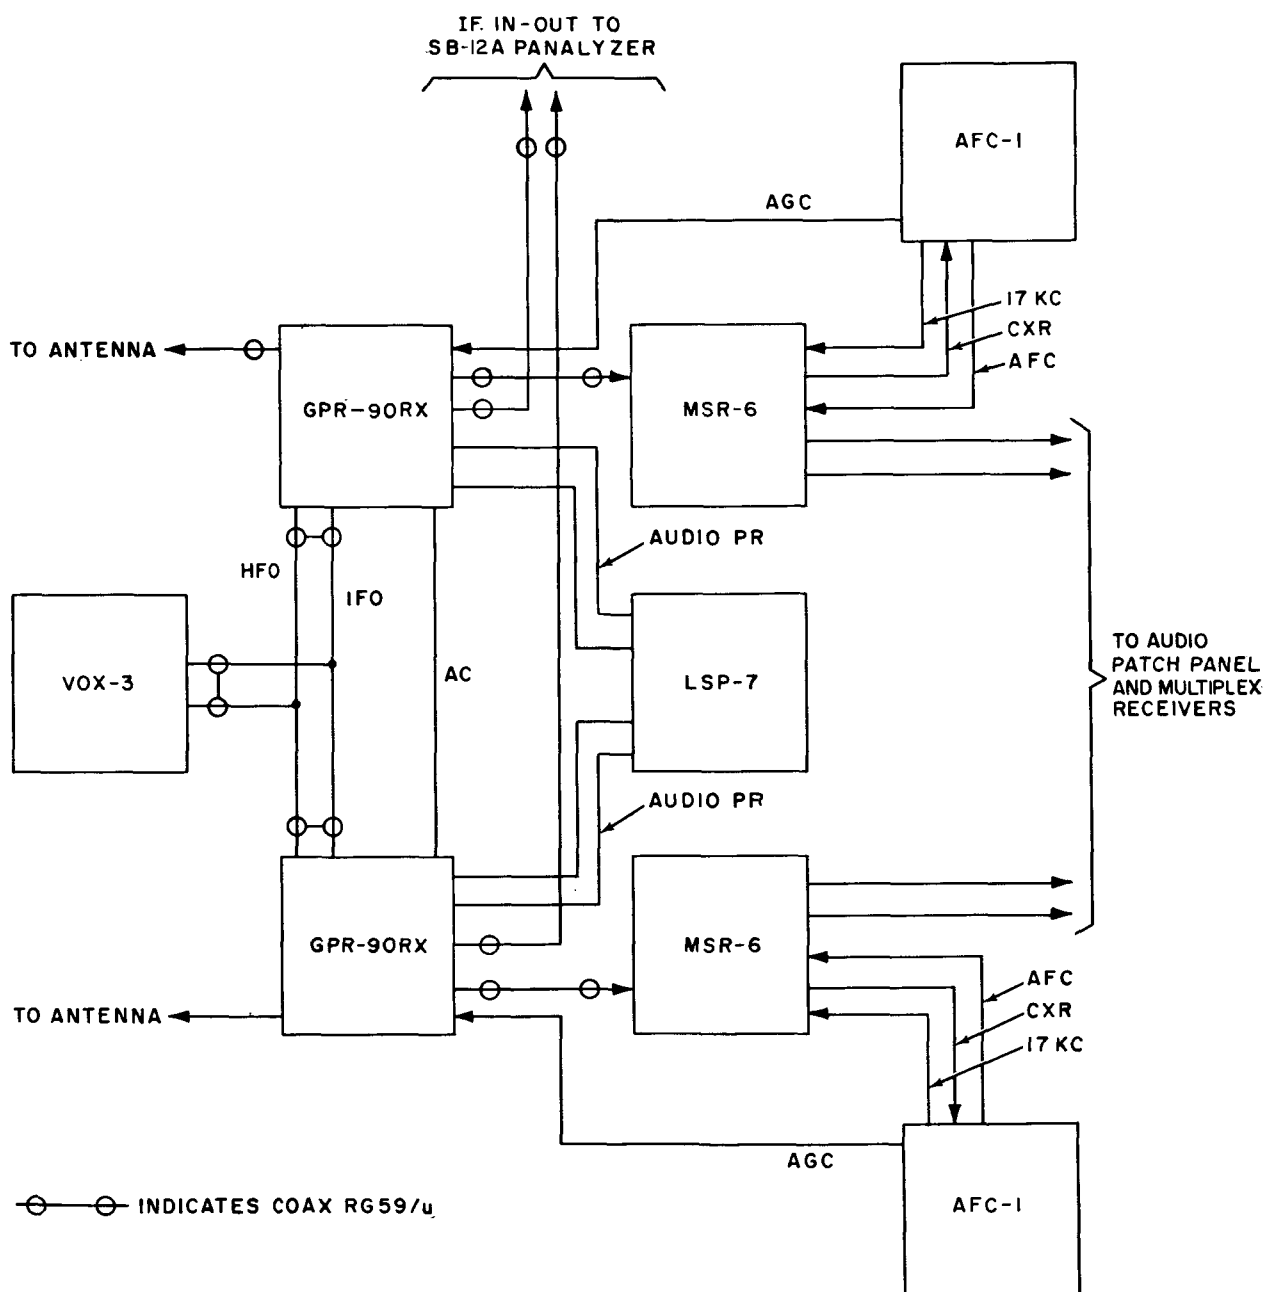 IF. IN-OUT TO
SB-12A PANALYZER
AFC-1
AGC
17 KC
CXR
AFC
TO ANTENNA
GPR-90RX
MSR-6
AUDIO PR
HFO
IFO
VOX-3
AC
LSP-7
TO AUDIO
PATCH PANEL
AND MULTIPLEX
RECEIVERS
AUDIO PR
GPR-90RX
MSR-6
AFC
CXR
17 KC
TO ANTENNA
AGC
INDICATES COAX RG59/u
AFC-1